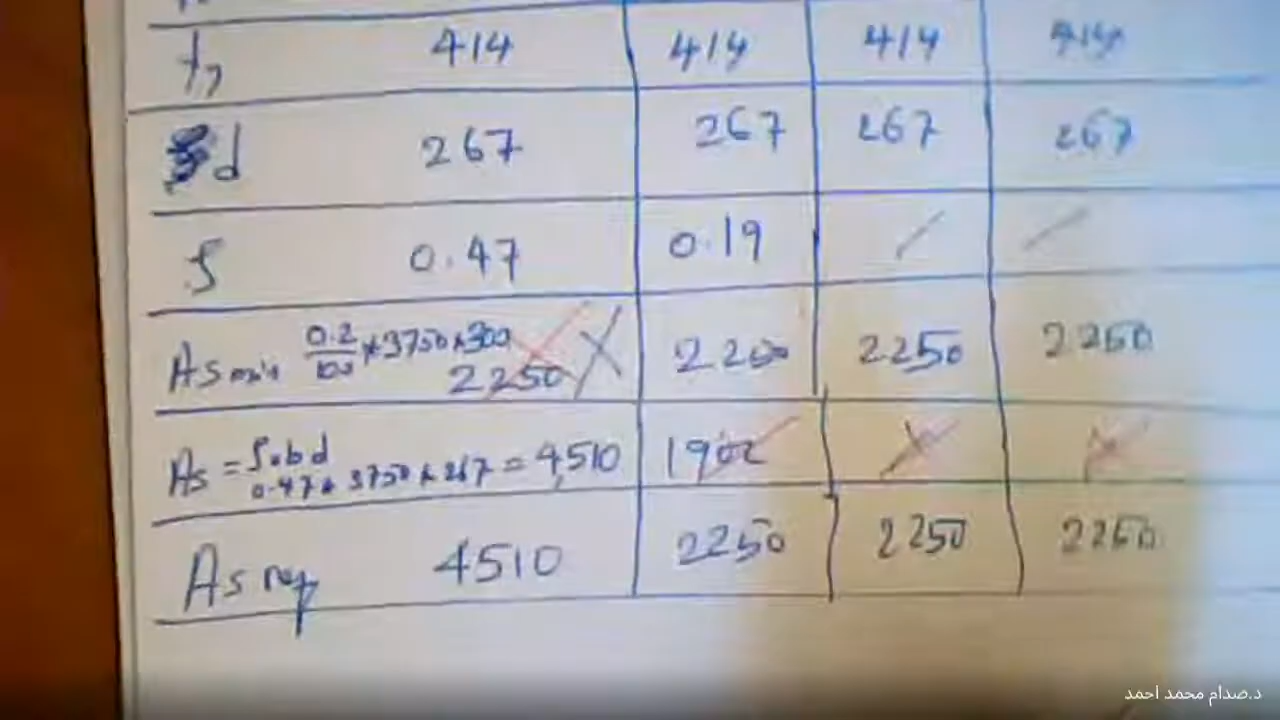 fy 414 414 414 414
d 267 267 267 267
ρ 0.47 0.19 / /
As min 0.2/100 * 3750 * 300
2250 2250 2250 2250
As = ρ.b d
0.47 * 3750 * 267 = 4,510 1902
As req 4510 2250 2250 2250
د.صدام محمد احمد